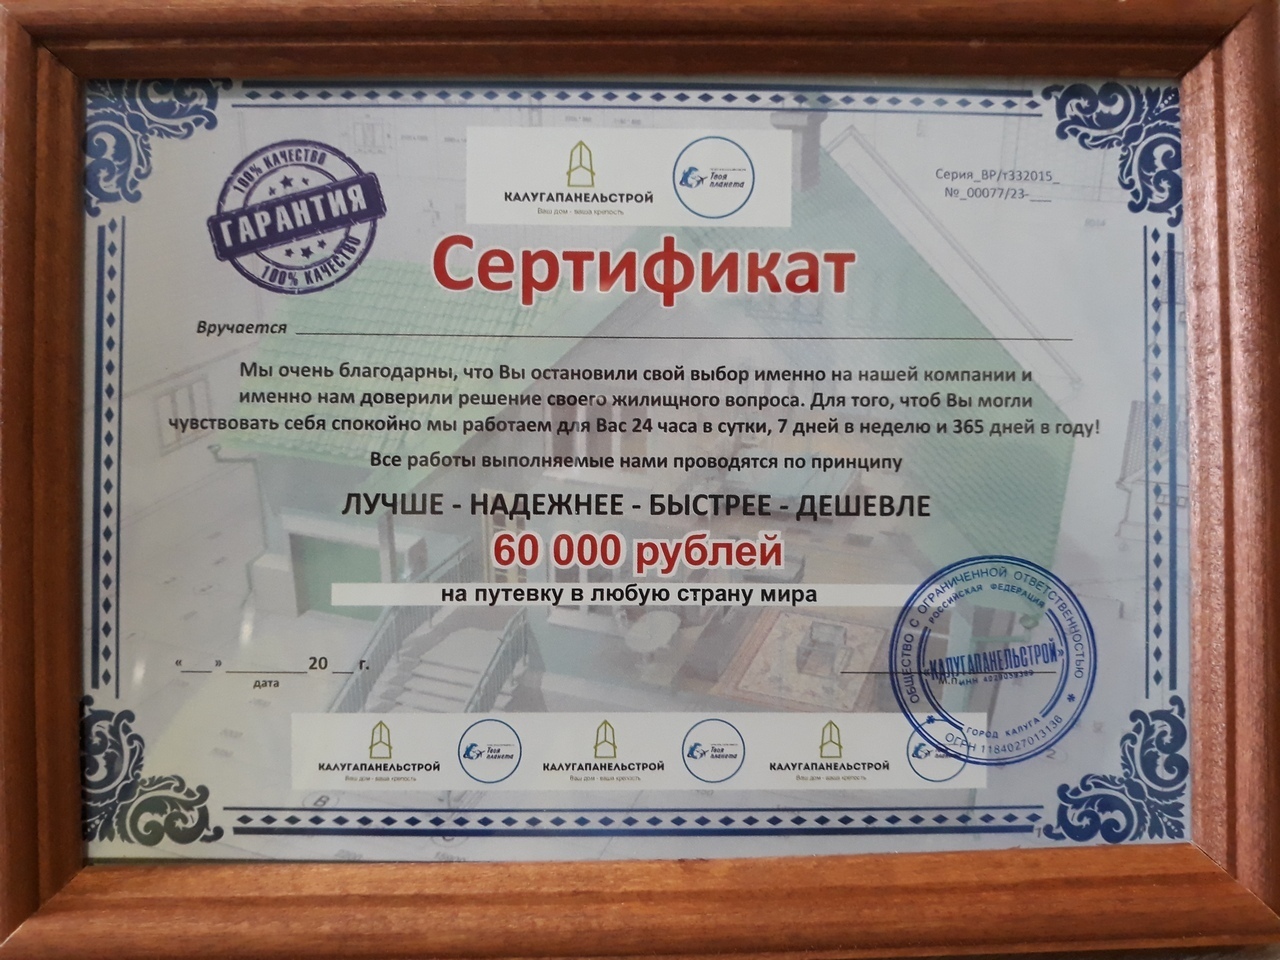 100% КАЧЕСТВО
ГАРАНТИЯ
100% КАЧЕСТВО
КАЛУГАПАНЕЛЬСТРОЙ
Ваш дом - ваша крепость
Твоя
планета
Серия_ВР/т332015_
№_00077/23-___
Сертификат
Вручается
Мы очень благодарны, что Вы остановили свой выбор именно на нашей компании и
именно нам доверили решение своего жилищного вопроса. Для того, чтоб Вы могли
чувствовать себя спокойно мы работаем для Вас 24 часа в сутки, 7 дней в неделю и 365 дней в году!
Все работы выполняемые нами проводятся по принципу
ЛУЧШЕ - НАДЕЖНЕЕ - БЫСТРЕЕ - ДЕШЕВЛЕ
60 000 рублей
на путевку в любую страну мира
«___» ________20 __ г.
дата
М.П.
ОБЩЕСТВО С ОГРАНИЧЕННОЙ ОТВЕТСТВЕННОСТЬЮ
РОССИЙСКАЯ ФЕДЕРАЦИЯ
«КАЛУГАПАНЕЛЬСТРОЙ»
ИНН
ГОРОД КАЛУГА
ОГРН 1184027013136
КАЛУГАПАНЕЛЬСТРОЙ
Ваш дом - ваша крепость
Твоя
планета
КАЛУГАПАНЕЛЬСТРОЙ
Ваш дом - ваша крепость
Твоя
планета
КАЛУГАПАНЕЛЬСТРОЙ
Ваш дом - ваша крепость
Твоя
планета